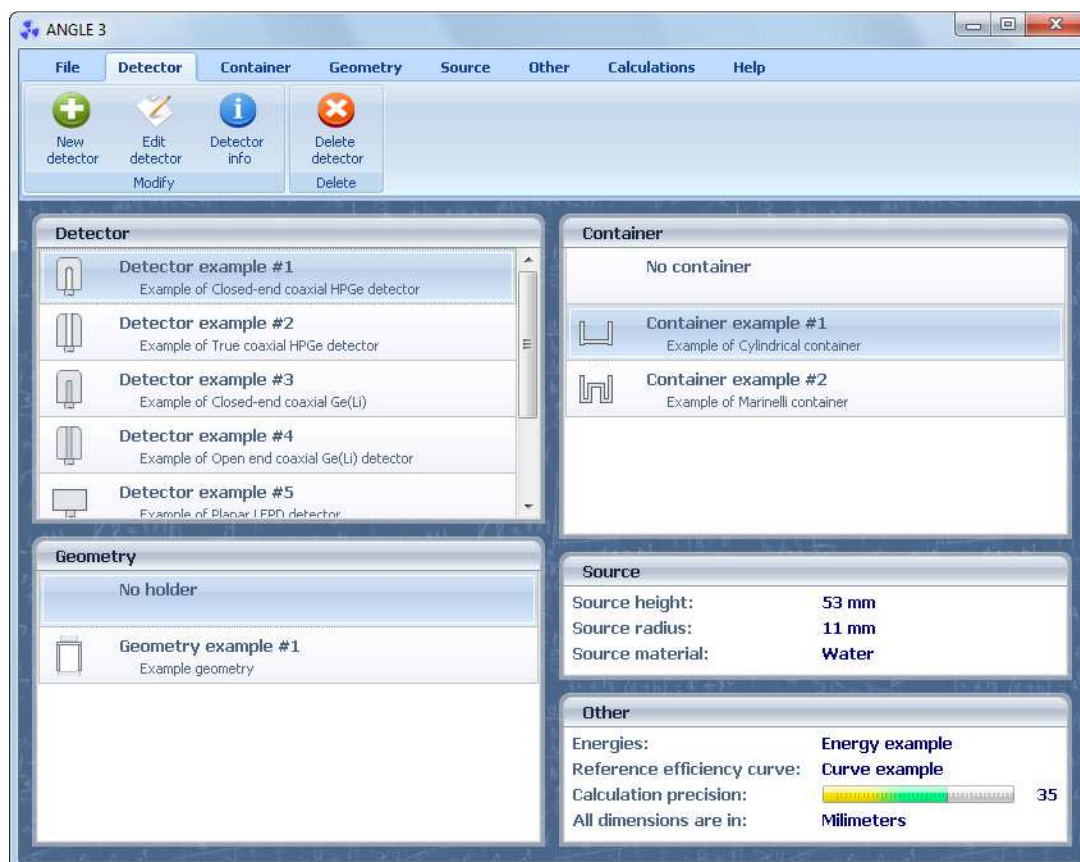 ANGLE 3
File Detector Container Geometry Source Other Calculations Help
New detector
Edit detector
Detector info
Delete detector
Modify
Delete
Detector
Detector example #1
Example of Closed-end coaxial HPGe detector
Detector example #2
Example of True coaxial HPGe detector
Detector example #3
Example of Closed-end coaxial Ge(Li)
Detector example #4
Example of Open end coaxial Ge(Li) detector
Detector example #5
Example of Planar LEPD detector
Container
No container
Container example #1
Example of Cylindrical container
Container example #2
Example of Marinelli container
Geometry
No holder
Geometry example #1
Example geometry
Source
Source height: 53 mm
Source radius: 11 mm
Source material: Water
Other
Energies: Energy example
Reference efficiency curve: Curve example
Calculation precision: 35
All dimensions are in: Milimeters